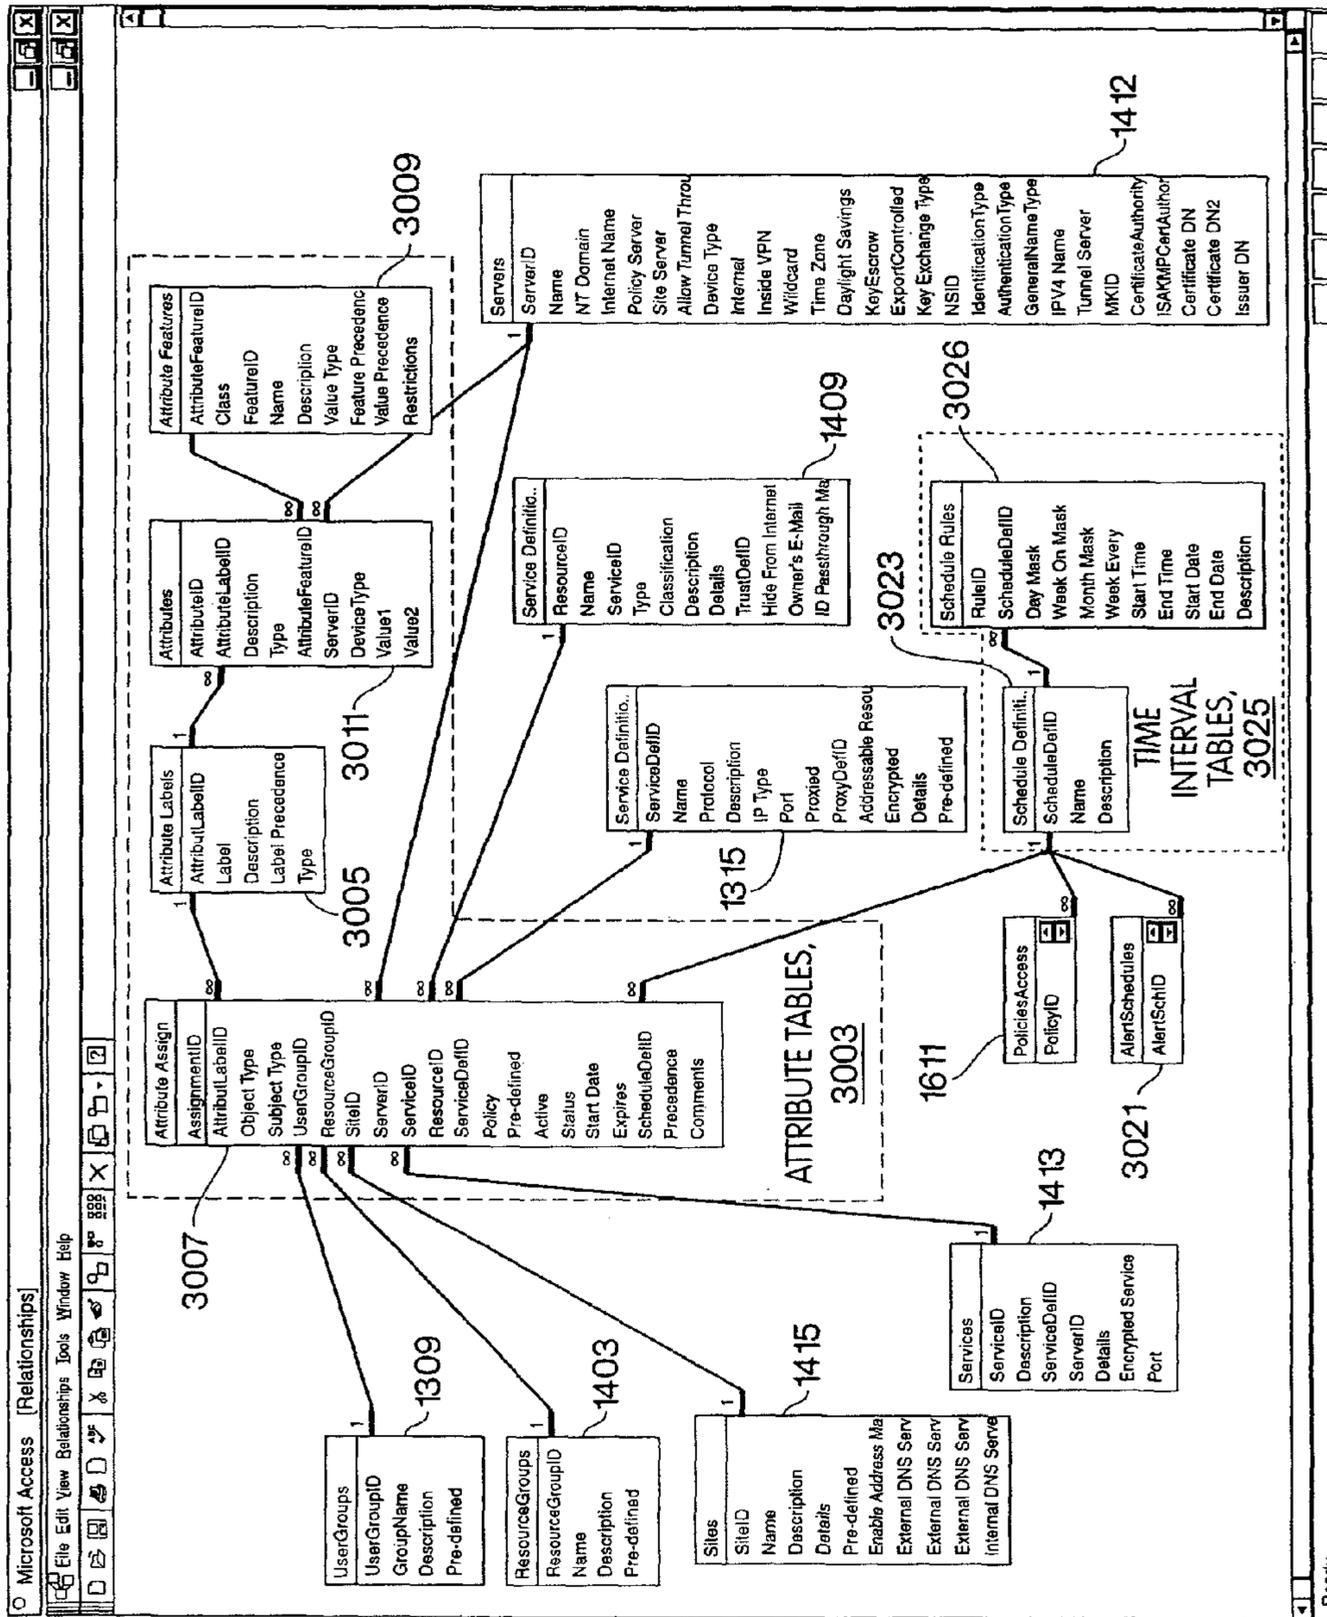 Microsoft Access [Relationships]
File Edit View Relationships Tools Window Help
UserGroups
UserGroupID
GroupName
Description
Pre-defined
1309
ResourceGroups
ResourceGroupID
Name
Description
Pre-defined
1403
Sites
SiteID
Name
Description
Details
Pre-defined
Enable Address Ma
External DNS Serv
External DNS Serv
External DNS Serv
Internal DNS Serve
1415
Services
ServiceID
Description
ServiceDefID
ServerID
Details
Encrypted Service
Port
1413
3007
Attribute Assign
AssignmentID
AttributLabelID
Object Type
Subject Type
UserGroupID
ResourceGroupID
SiteID
ServerID
ServiceID
ResourceID
ServiceDefID
Policy
Pre-defined
Active
Status
Start Date
Expires
ScheduleDefID
Precedence
Comments
ATTRIBUTE TABLES,
3003
1611
PoliciesAccess
PolicyID
3021
AlertSchedules
AlertSchID
Attribute Labels
AttributLabelID
Label
Description
Label Precedence
Type
3005
Attributes
AttributeID
AttributeLabelID
Description
Type
AttributeFeatureID
ServerID
DeviceType
Value1
Value2
3011
Attribute Features
AttributeFeatureID
Class
FeatureID
Name
Description
Value Type
Feature Precedenc
Value Precedence
Restrictions
3009
Service Definitio..
ServiceDefID
Name
Protocol
Description
IP Type
Port
Proxied
ProxyDefID
Addressable Resou
Encrypted
Details
Pre-defined
1315
Service Definitio..
ResourceID
Name
ServiceID
Type
Classification
Description
Details
TrustDefID
Hide From Internet
Owner's E-Mail
ID Passthrough Ma
1409
Servers
ServerID
Name
NT Domain
Internet Name
Policy Server
Site Server
Allow Tunnel Throu
Device Type
Internal
Inside VPN
Wildcard
Time Zone
Daylight Savings
KeyEscrow
ExportControlled
Key Exchange Type
NSID
IdentificationType
AuthenticationType
GeneralNameType
IPV4 Name
Tunnel Server
MKID
CertificateAuthority
ISAKMPCertAuthor
Certificate DN
Certificate DN2
Issuer DN
1412
3023
Schedule Definiti..
ScheduleDefID
Name
Description
TIME
INTERVAL
TABLES,
3025
Schedule Rules
RuleID
ScheduleDefID
Day Mask
Week On Mask
Month Mask
Week Every
Start Time
End Time
Start Date
End Date
Description
3026